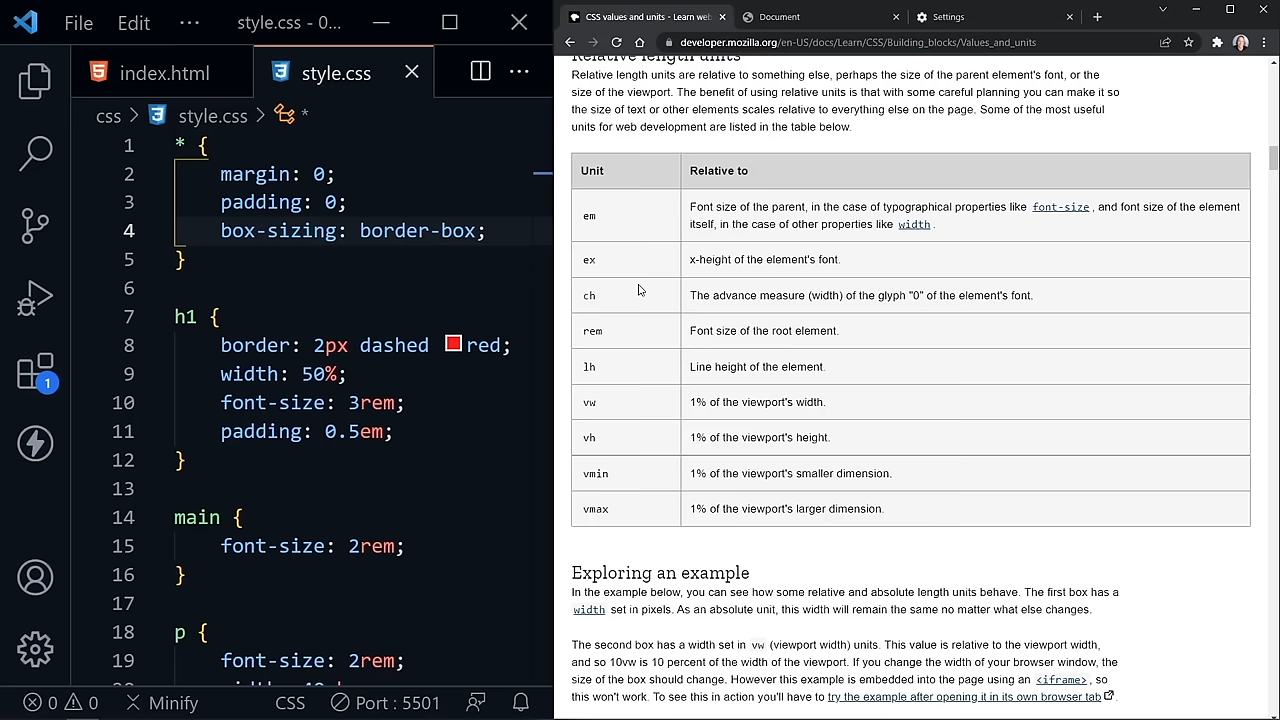 File Edit ··· style.css - 0...
index.html
style.css
css > style.css > *
1 * {
2 margin: 0;
3 padding: 0;
4 box-sizing: border-box;
5 }
6
7 h1 {
8 border: 2px dashed red;
9 width: 50%;
10 font-size: 3rem;
11 padding: 0.5em;
12 }
13
14 main {
15 font-size: 2rem;
16 }
17
18 p {
19 font-size: 2rem;
1
0 0 Minify CSS Port : 5501
CSS values and units - Learn web
Document
Settings
developer.mozilla.org/en-US/docs/Learn/CSS/Building_blocks/Values_and_units
Relative length units
Relative length units are relative to something else, perhaps the size of the parent element's font, or the
size of the viewport. The benefit of using relative units is that with some careful planning you can make it so
the size of text or other elements scales relative to everything else on the page. Some of the most useful
units for web development are listed in the table below.
Unit Relative to
em Font size of the parent, in the case of typographical properties like font-size, and font size of the element
itself, in the case of other properties like width.
ex x-height of the element's font.
ch The advance measure (width) of the glyph "0" of the element's font.
rem Font size of the root element.
lh Line height of the element.
vw 1% of the viewport's width.
vh 1% of the viewport's height.
vmin 1% of the viewport's smaller dimension.
vmax 1% of the viewport's larger dimension.
Exploring an example
In the example below, you can see how some relative and absolute length units behave. The first box has a
width set in pixels. As an absolute unit, this width will remain the same no matter what else changes.
The second box has a width set in vw (viewport width) units. This value is relative to the viewport width,
and so 10vw is 10 percent of the width of the viewport. If you change the width of your browser window, the
size of the box should change. However this example is embedded into the page using an <iframe>, so
this won't work. To see this in action you'll have to try the example after opening it in its own browser tab.